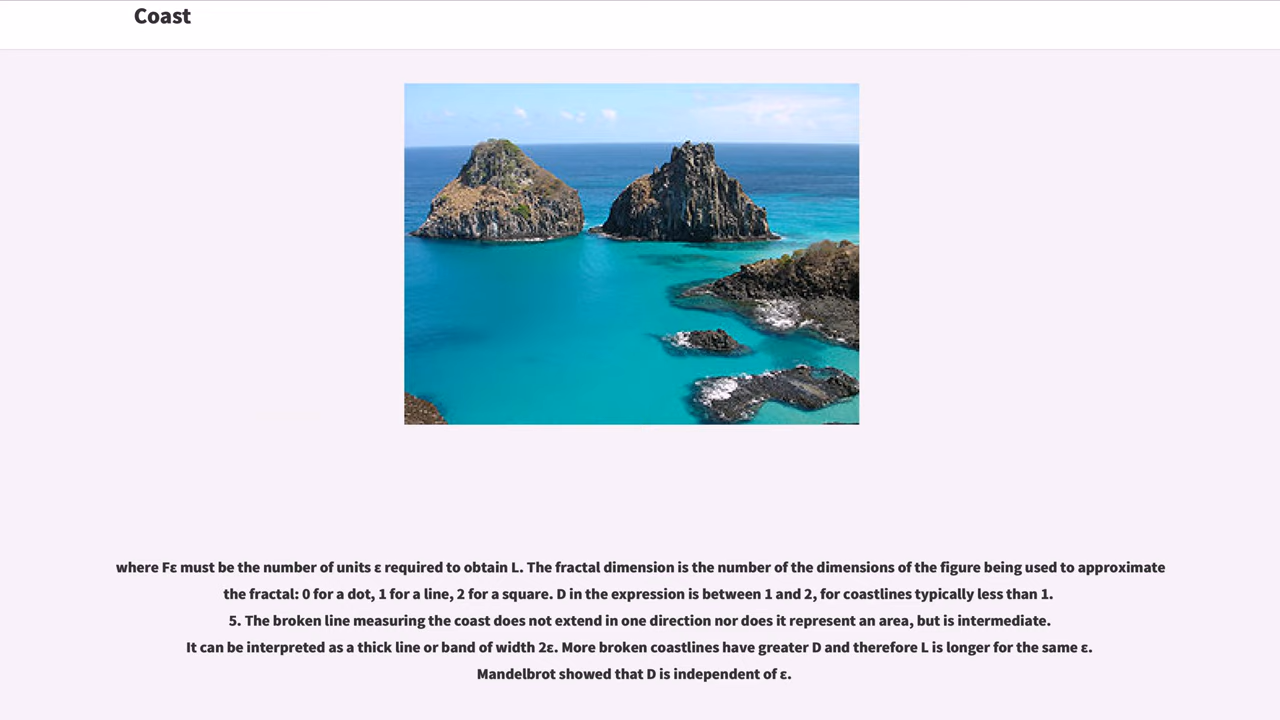 Coast
where Fε must be the number of units ε required to obtain L. The fractal dimension is the number of the dimensions of the figure being used to approximate
the fractal: 0 for a dot, 1 for a line, 2 for a square. D in the expression is between 1 and 2, for coastlines typically less than 1.
5. The broken line measuring the coast does not extend in one direction nor does it represent an area, but is intermediate.
It can be interpreted as a thick line or band of width 2ε. More broken coastlines have greater D and therefore L is longer for the same ε.
Mandelbrot showed that D is independent of ε.